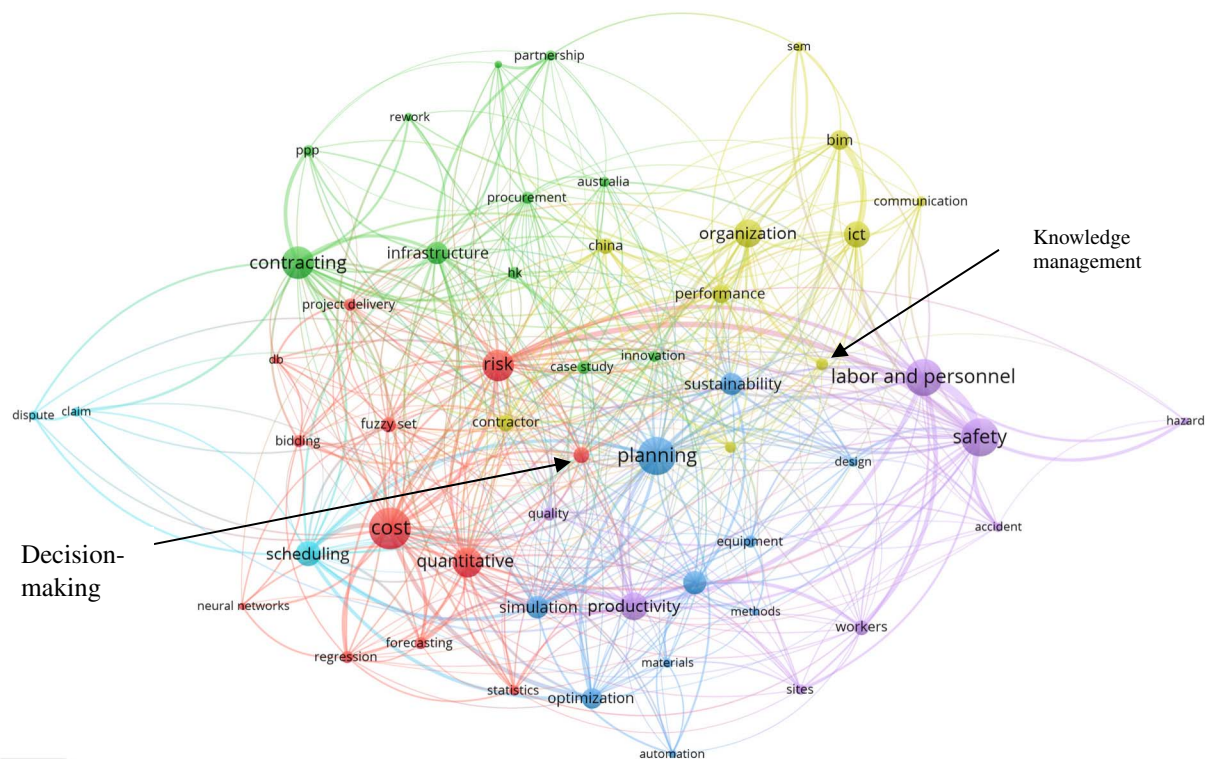 sem
partnership
rework
bim
ppp
australia
procurement
communication
organization
ict
Knowledge
management
china
infrastructure
contracting
hk
performance
project delivery
innovation
db
risk
case study
sustainability
labor and personnel
dispute
claim
fuzzy set
contractor
hazard
bidding
safety
planning
design
quality
accident
cost
equipment
Decision-
making
scheduling
quantitative
neural networks
simulation
productivity
methods
workers
forecasting
regression
materials
statistics
optimization
sites
automation